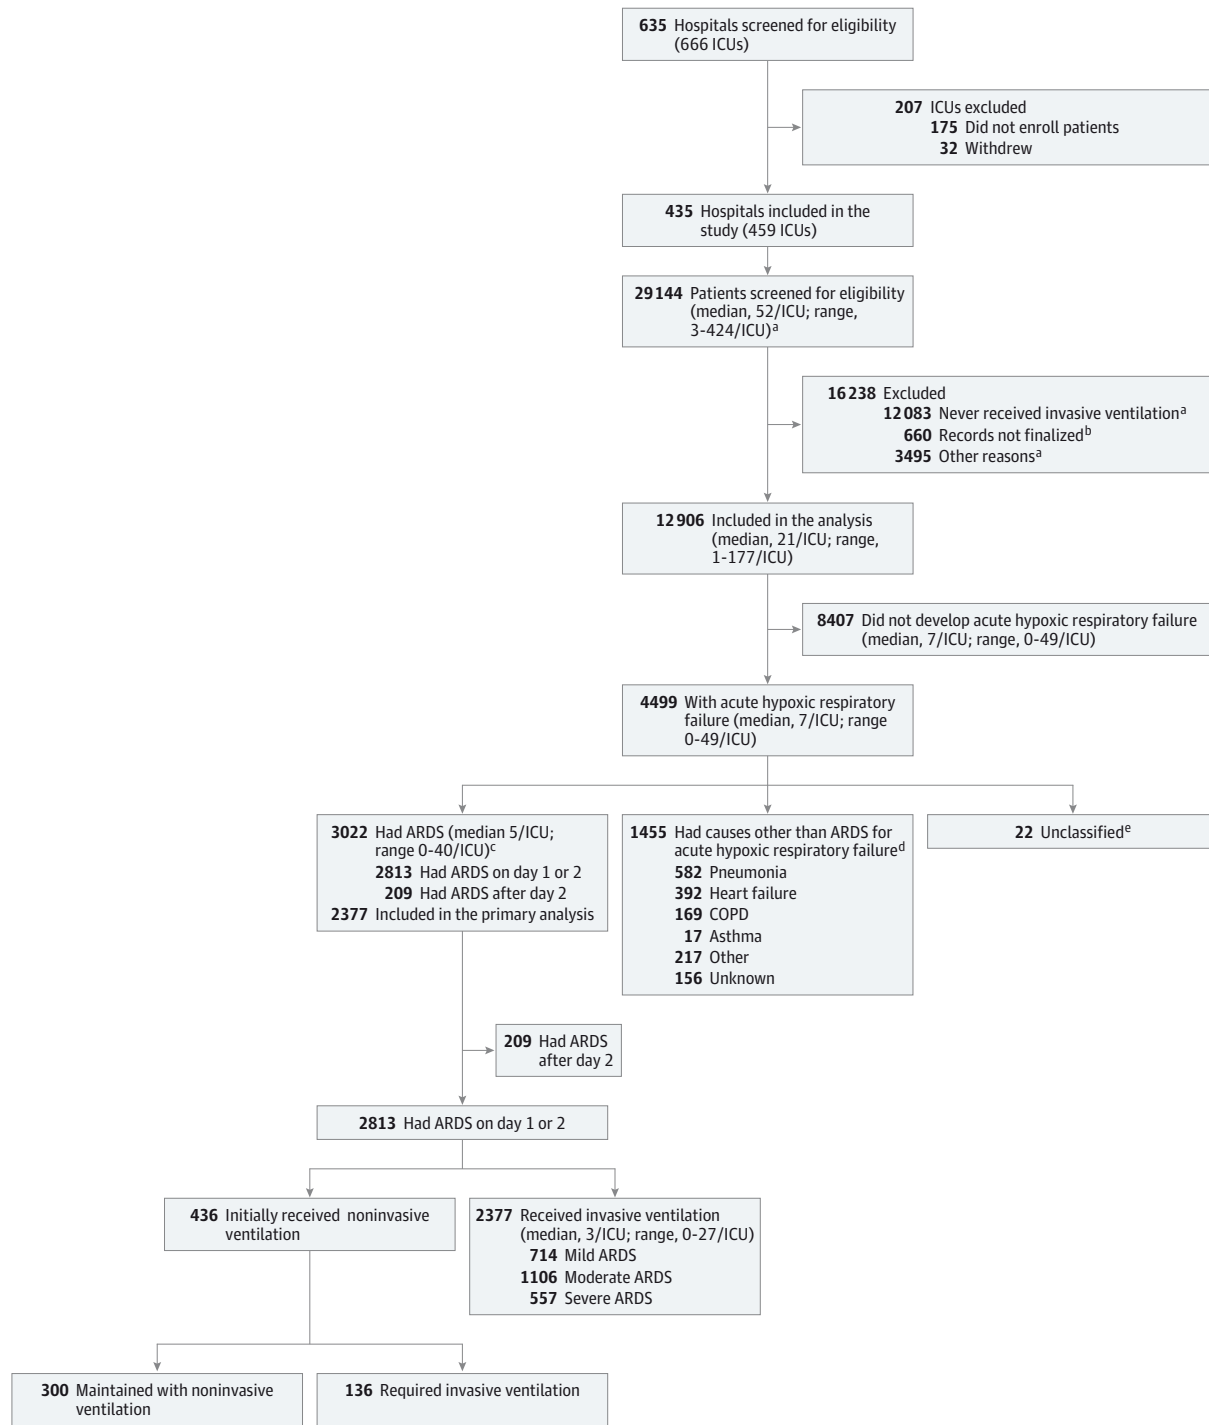 635 Hospitals screened for eligibility
(666 ICUs)
207 ICUs excluded
175 Did not enroll patients
32 Withdrew
435 Hospitals included in the
study (459 ICUs)
29144 Patients screened for eligibility
(median, 52/ICU; range,
3-424/ICU)a
16238 Excluded
12083 Never received invasive ventilationa
660 Records not finalizedb
3495 Other reasonsa
12906 Included in the analysis
(median, 21/ICU; range,
1-177/ICU)
8407 Did not develop acute hypoxic respiratory failure
(median, 7/ICU; range, 0-49/ICU)
4499 With acute hypoxic respiratory
failure (median, 7/ICU; range
0-49/ICU)
3022 Had ARDS (median 5/ICU;
range 0-40/ICU)c
2813 Had ARDS on day 1 or 2
209 Had ARDS after day 2
2377 Included in the primary analysis
1455 Had causes other than ARDS for
acute hypoxic respiratory failured
582 Pneumonia
392 Heart failure
169 COPD
17 Asthma
217 Other
156 Unknown
22 Unclassifiede
209 Had ARDS
after day 2
2813 Had ARDS on day 1 or 2
436 Initially received noninvasive
ventilation
2377 Received invasive ventilation
(median, 3/ICU; range, 0-27/ICU)
714 Mild ARDS
1106 Moderate ARDS
557 Severe ARDS
300 Maintained with noninvasive
ventilation
136 Required invasive ventilation